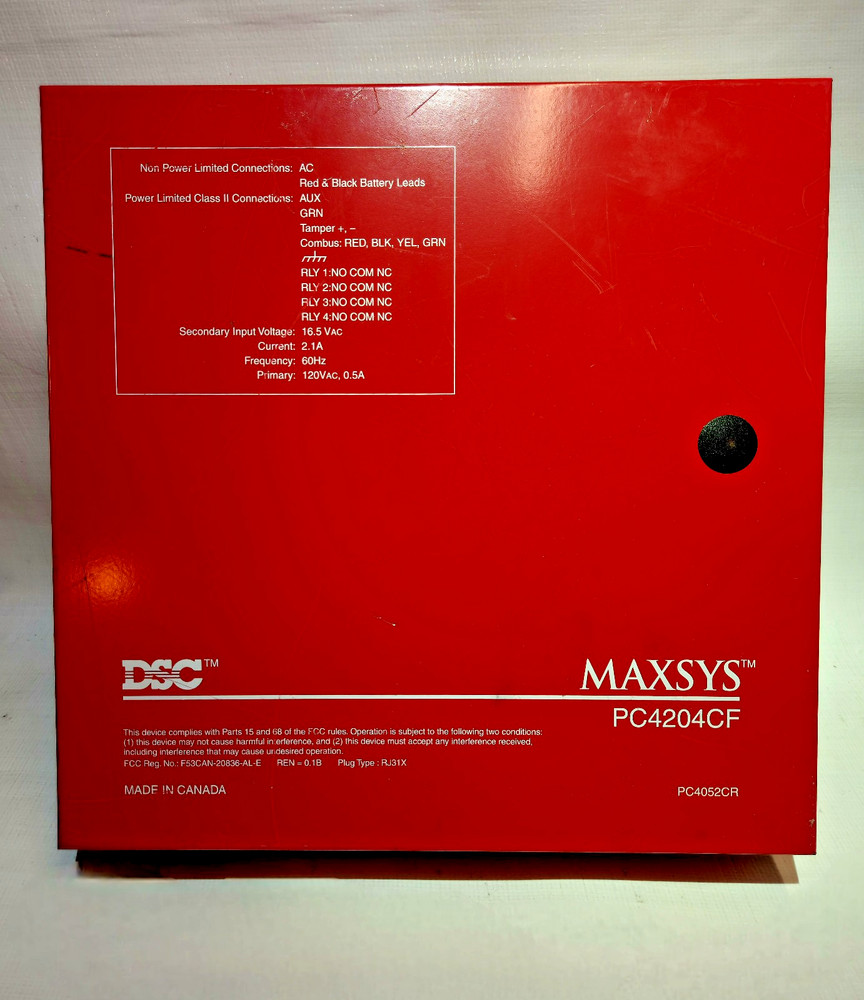 Non Power Limited Connections: AC
Red & Black Battery Leads
Power Limited Class II Connections: AUX
GRN
Tamper +, –
Combus: RED, BLK, YEL, GRN
RLY 1:NO COM NC
RLY 2:NO COM NC
RLY 3:NO COM NC
RLY 4:NO COM NC
Secondary Input Voltage: 16.5 VAC
Current: 2.1A
Frequency: 60Hz
Primary: 120VAC, 0.5A
DSC™
MAXSYS™
PC4204CF
This device complies with Parts 15 and 68 of the FCC rules. Operation is subject to the following two conditions:
(1) this device may not cause harmful interference, and (2) this device must accept any interference received,
including interference that may cause undesired operation.
FCC Reg. No.: F53CAN-20836-AL-E REN = 0.1B Plug Type : RJ31X
MADE IN CANADA
PC4052CR